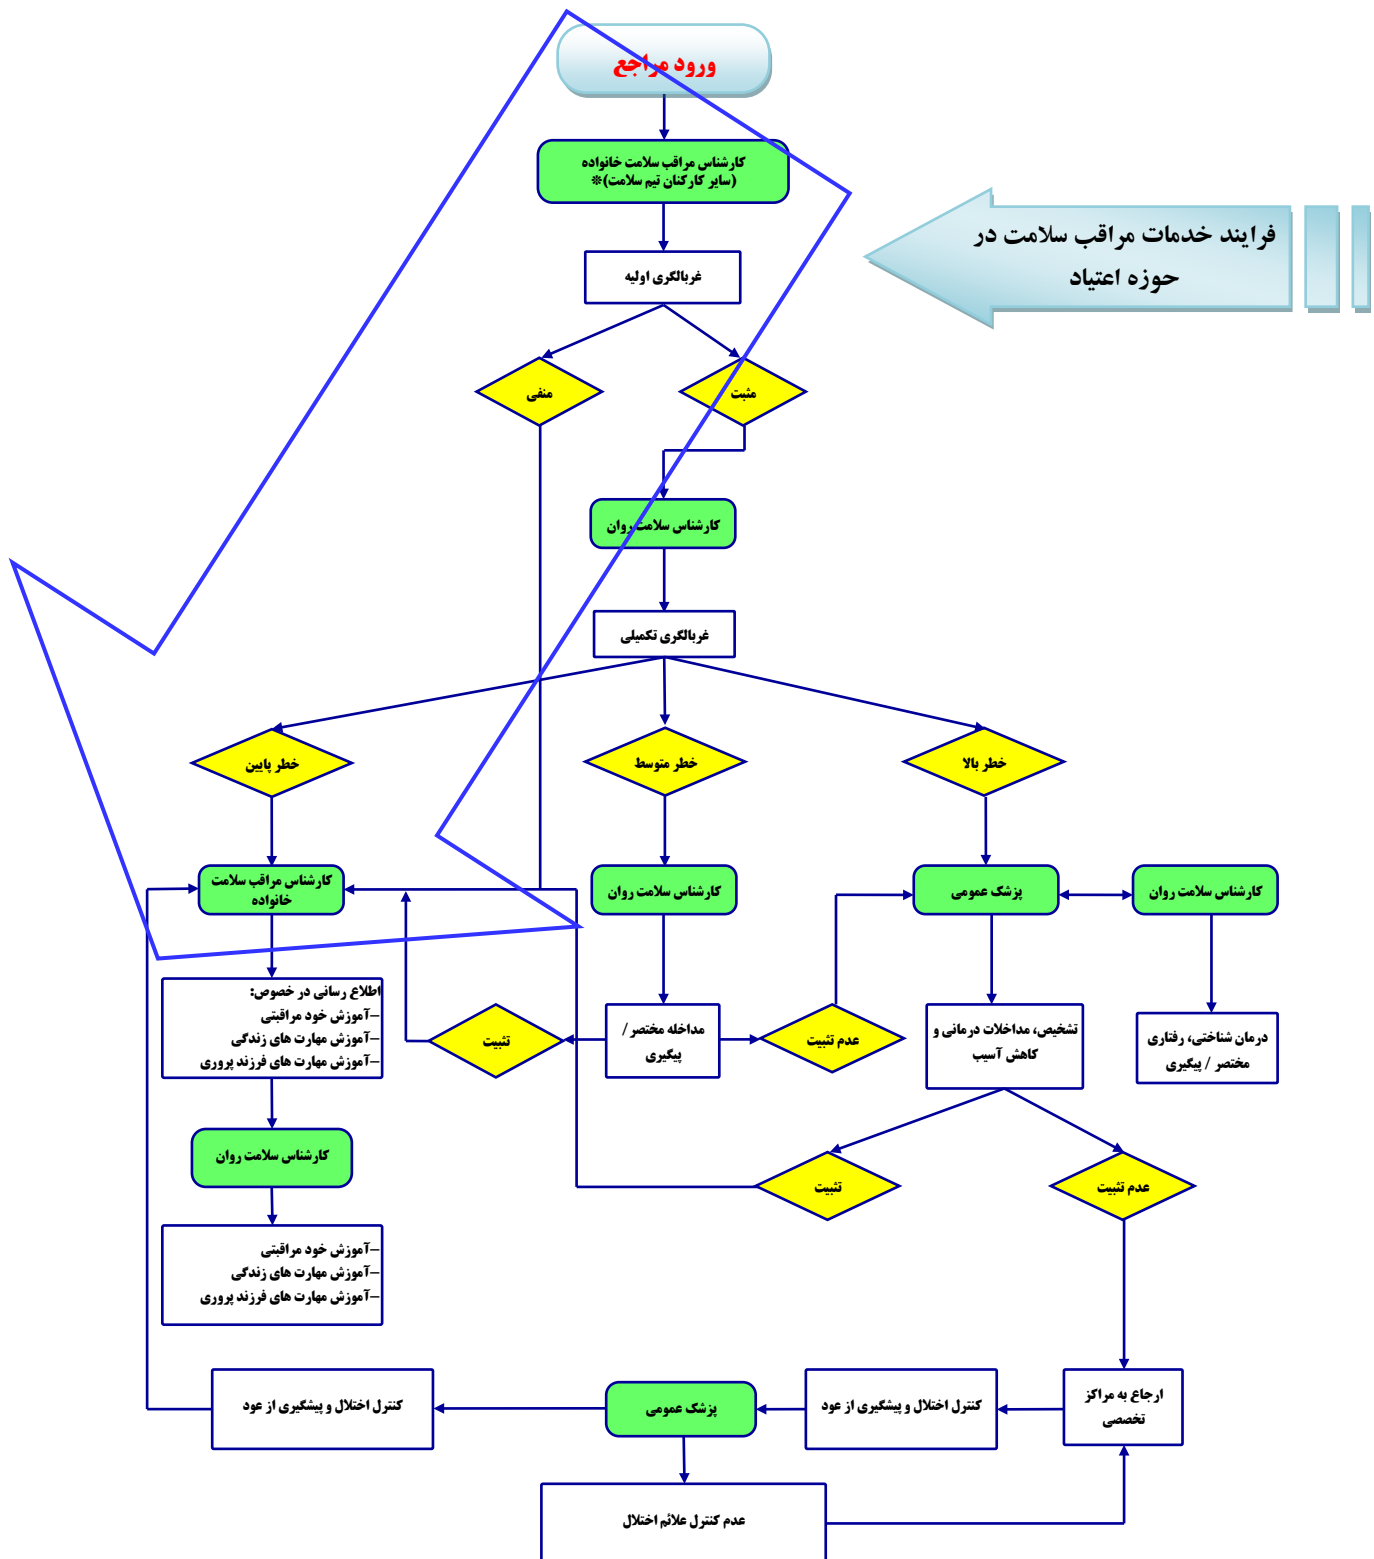 ورود مراجع
کارشناس مراقب سلامت خانواده
(سایر کارکنان تیم سلامت)*
فرایند خدمات مراقب سلامت در
حوزه اعتیاد
غربالگری اولیه
مثبت
منفی
کارشناس سلامت روان
غربالگری تکمیلی
خطر بالا
خطر متوسط
خطر پایین
کارشناس سلامت روان
پزشک عمومی
کارشناس سلامت روان
کارشناس مراقب سلامت
خانواده
درمان شناختی، رفتاری
مختصر / پیگیری
تشخیص، مداخلات درمانی و
کاهش آسیب
عدم تثبیت
مداخله مختصر /
پیگیری
تثبیت
اطلاع رسانی در خصوص:
-آموزش خود مراقبتی
-آموزش مهارت های زندگی
-آموزش مهارت های فرزند پروری
کارشناس سلامت روان
عدم تثبیت
تثبیت
-آموزش خود مراقبتی
-آموزش مهارت های زندگی
-آموزش مهارت های فرزند پروری
ارجاع به مراکز
تخصصی
کنترل اختلال و پیشگیری از عود
پزشک عمومی
کنترل اختلال و پیشگیری از عود
عدم کنترل علائم اختلال